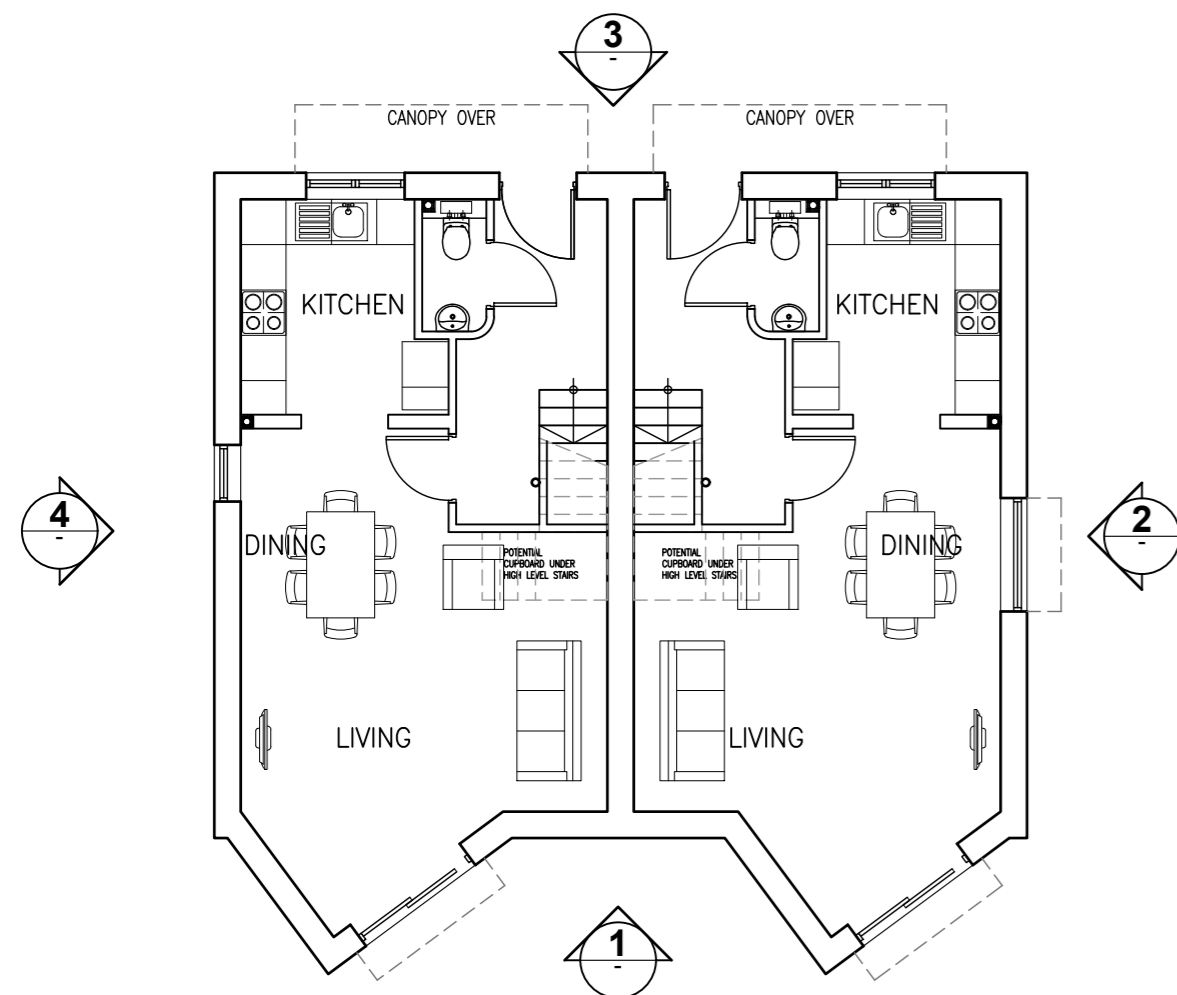 3
-
CANOPY OVER
CANOPY OVER
KITCHEN
KITCHEN
4
-
2
-
DINING
DINING
POTENTIAL
CUPBOARD UNDER
HIGH LEVEL STAIRS
POTENTIAL
CUPBOARD UNDER
HIGH LEVEL STAIRS
LIVING
LIVING
1
-